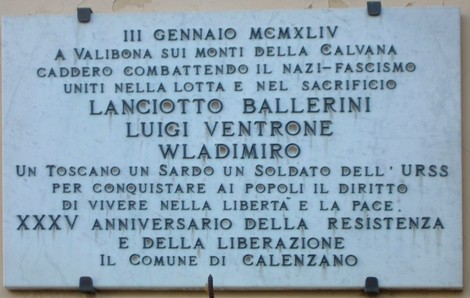 III GENNAIO MCMXLIV
A VALIBONA SUI MONTI DELLA CALVANA
CADDERO COMBATTENDO IL NAZI-FASCISMO
UNITI NELLA LOTTA E NEL SACRIFICIO
LANCIOTTO BALLERINI
LUIGI VENTRONE
WLADIMIRO
UN TOSCANO UN SARDO UN SOLDATO DELL' URSS
PER CONQUISTARE AI POPOLI IL DIRITTO
DI VIVERE NELLA LIBERTÀ E LA PACE.
XXXV ANNIVERSARIO DELLA RESISTENZA
E DELLA LIBERAZIONE
IL COMUNE DI CALENZANO